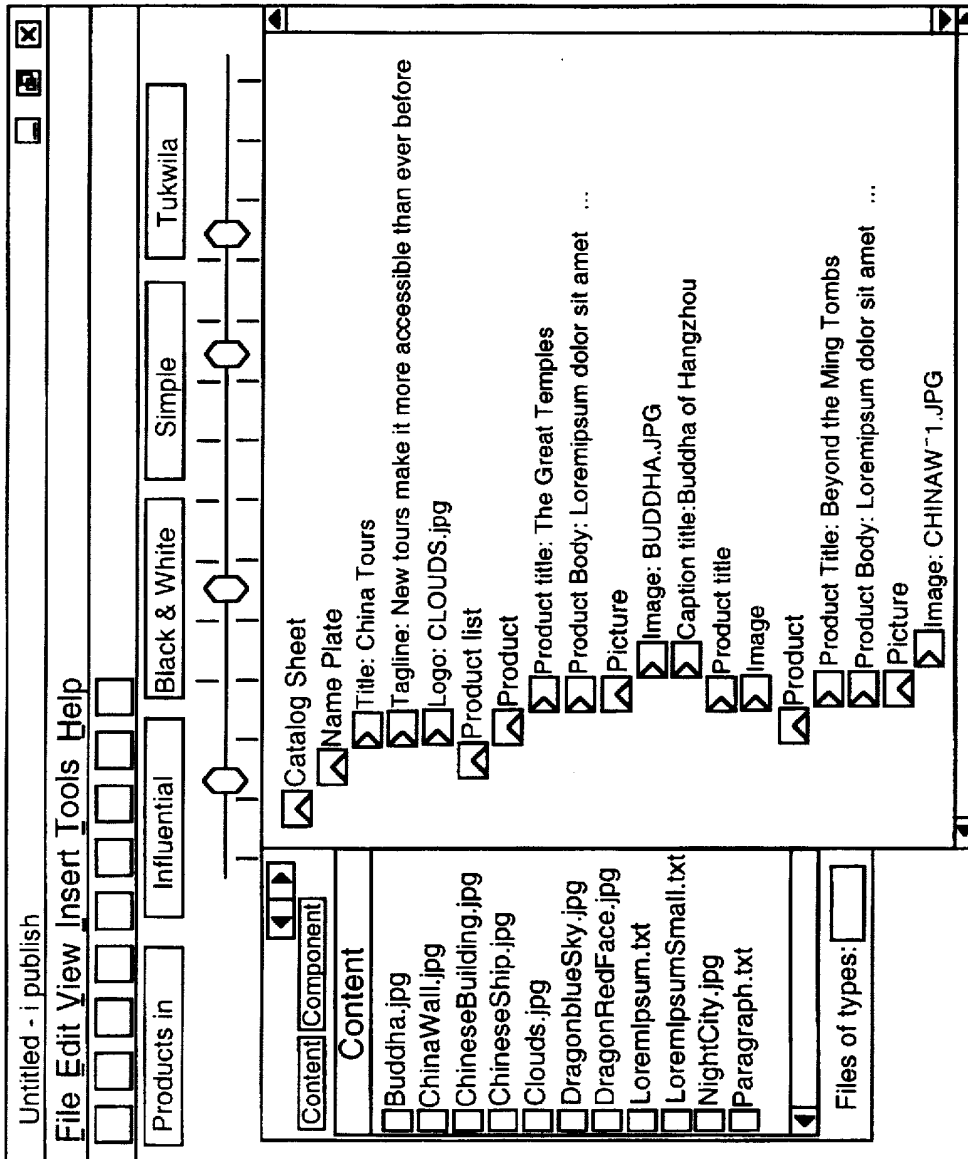 Untitled - i publish
File Edit View Insert Tools Help
Products in
Influential
Black & White
Simple
Tukwila
Content
Component
Content
Buddha.jpg
ChinaWall.jpg
ChineseBuilding.jpg
ChineseShip.jpg
Clouds.jpg
DragonblueSky.jpg
DragonRedFace.jpg
LoremIpsum.txt
LoremIpsumSmall.txt
NightCity.jpg
Paragraph.txt
Files of types:
Catalog Sheet
Name Plate
Title: China Tours
Tagline: New tours make it more accessible than ever before
Logo: CLOUDS.jpg
Product list
Product
Product title: The Great Temples
Product Body: Loremipsum dolor sit amet ...
Picture
Image: BUDDHA.JPG
Caption title:Buddha of Hangzhou
Product title
Image
Product
Product Title: Beyond the Ming Tombs
Product Body: Loremipsum dolor sit amet ...
Picture
Image: CHINAW~1.JPG